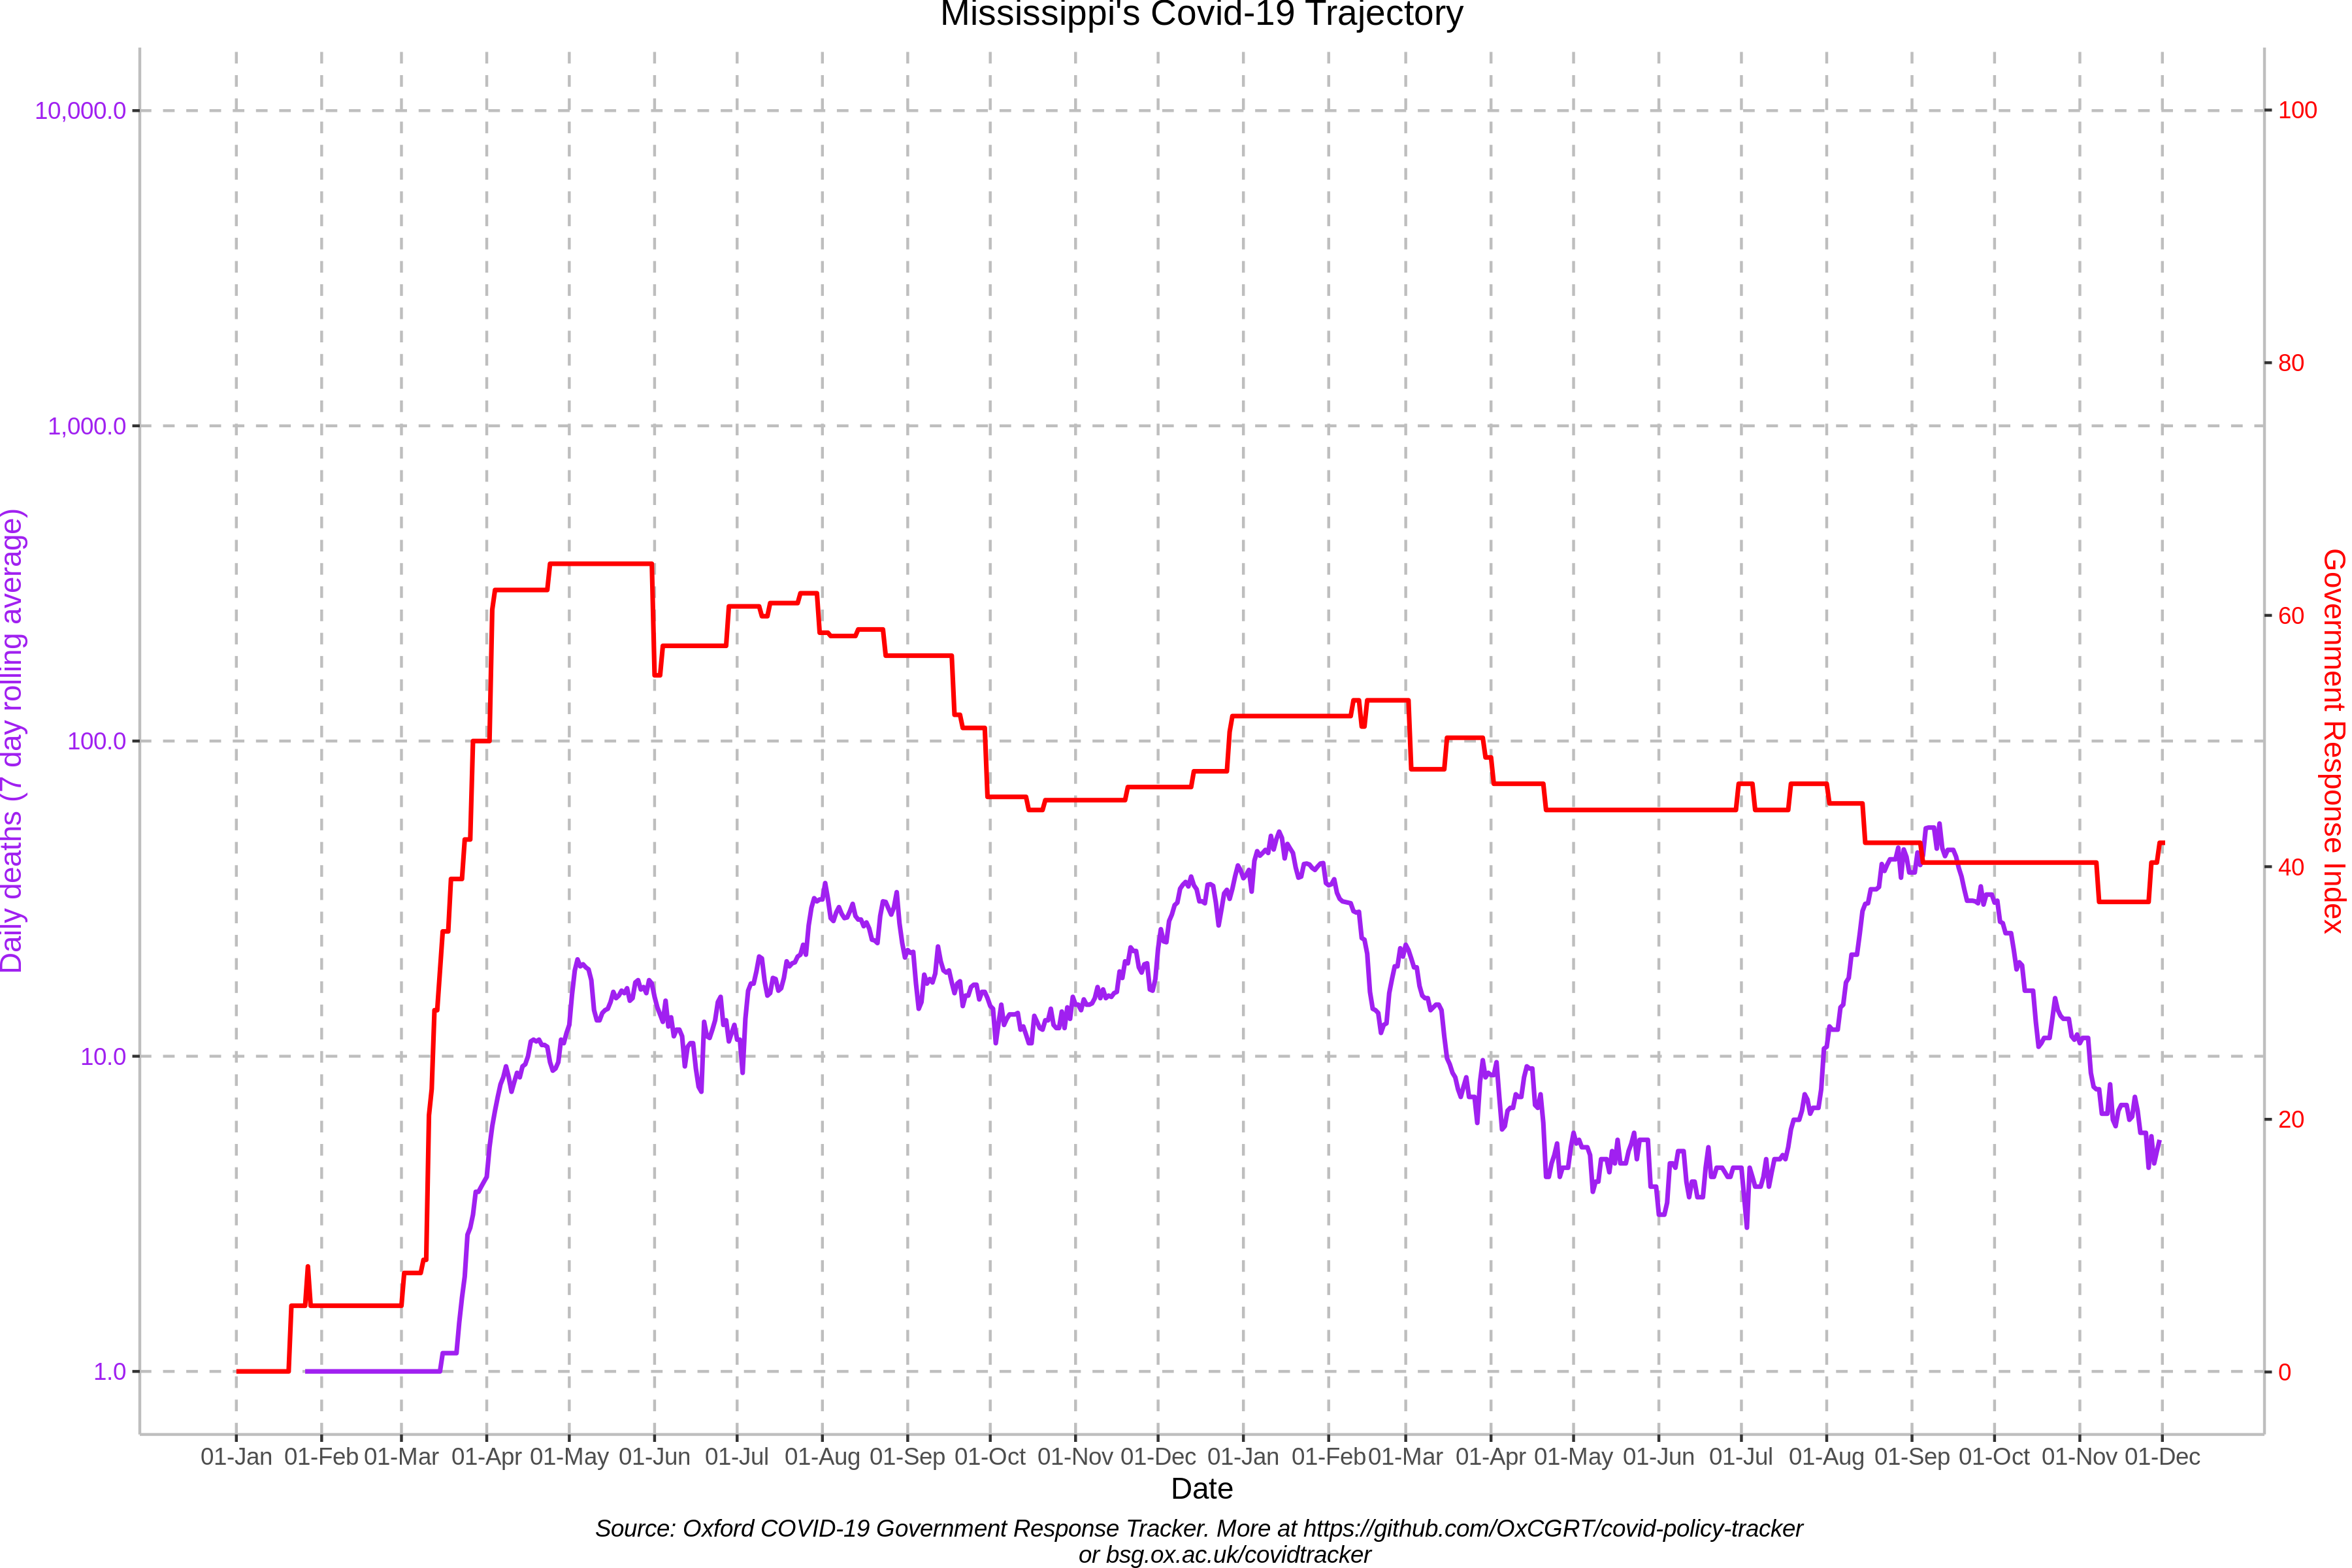 Mississippi's Covid-19 Trajectory
10,000.0
1,000.0
100.0
10.0
1.0
Daily deaths (7 day rolling average)
100
80
60
40
20
0
Government Response Index
01-Jan 01-Feb 01-Mar 01-Apr 01-May 01-Jun 01-Jul 01-Aug 01-Sep 01-Oct 01-Nov 01-Dec 01-Jan 01-Feb 01-Mar 01-Apr 01-May 01-Jun 01-Jul 01-Aug 01-Sep 01-Oct 01-Nov 01-Dec
Date
Source: Oxford COVID-19 Government Response Tracker. More at https://github.com/OxCGRT/covid-policy-tracker
or bsg.ox.ac.uk/covidtracker